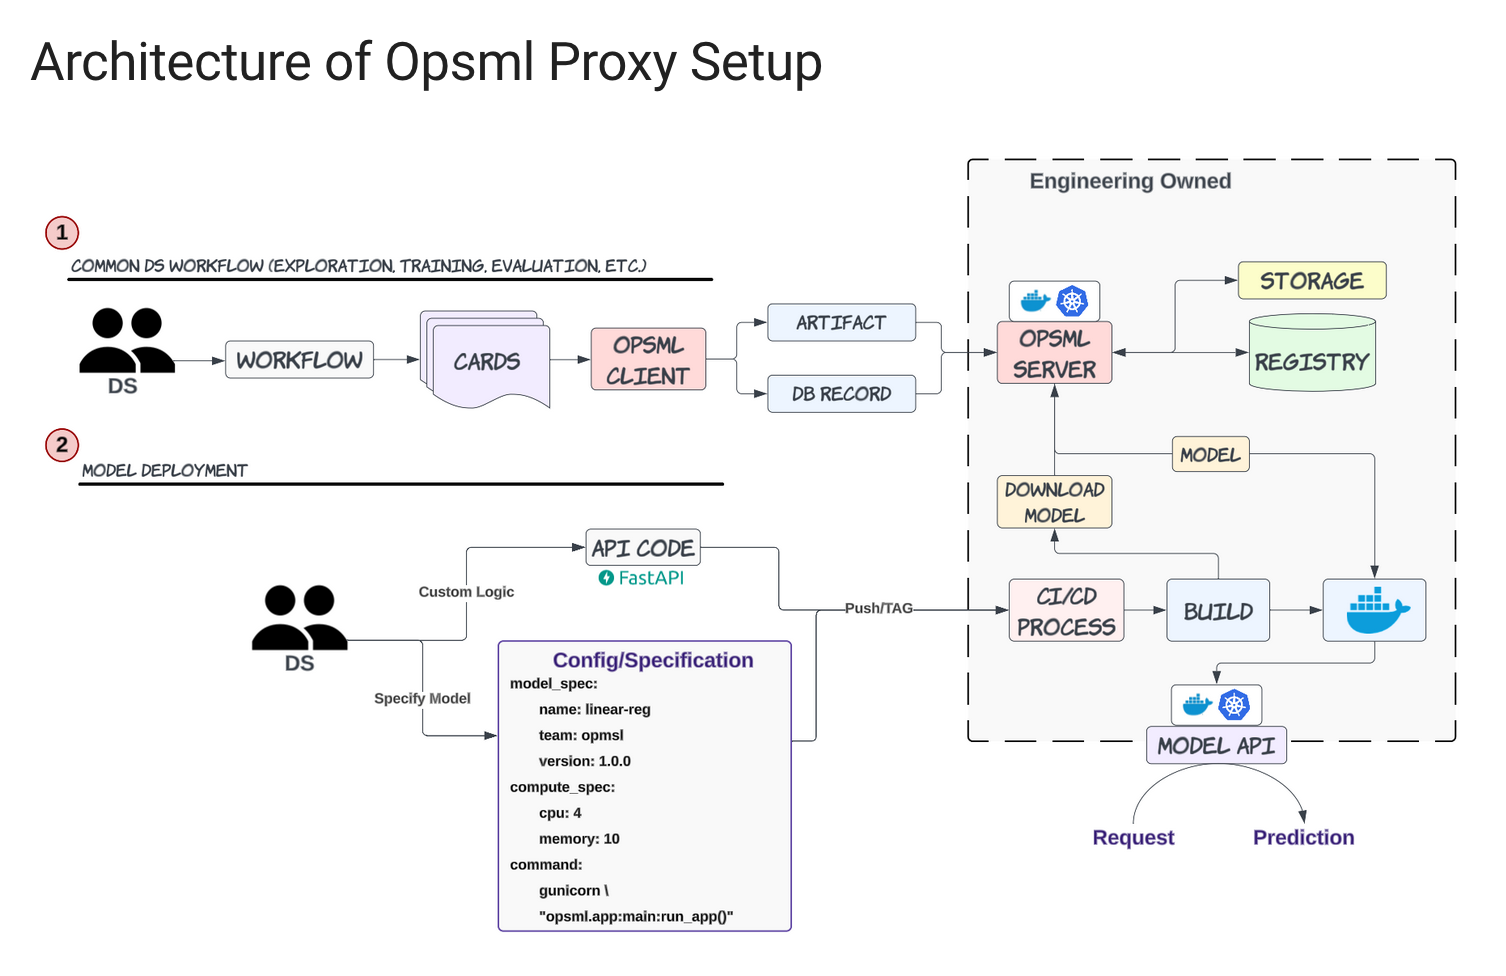 Architecture of Opsml Proxy Setup
Engineering Owned
1
COMMON DS WORKFLOW (EXPLORATION, TRAINING, EVALUATION, ETC.)
DS
WORKFLOW
CARDS
OPSML
CLIENT
ARTIFACT
DB RECORD
OPSML
SERVER
STORAGE
REGISTRY
2
MODEL DEPLOYMENT
MODEL
DOWNLOAD
MODEL
DS
Custom Logic
API CODE
FastAPI
Specify Model
Config/Specification
model_spec:
name: linear-reg
team: opmsl
version: 1.0.0
compute_spec:
cpu: 4
memory: 10
command:
gunicorn \
"opsml.app:main:run_app()"
Push/TAG
CI/CD
PROCESS
BUILD
MODEL API
Request
Prediction